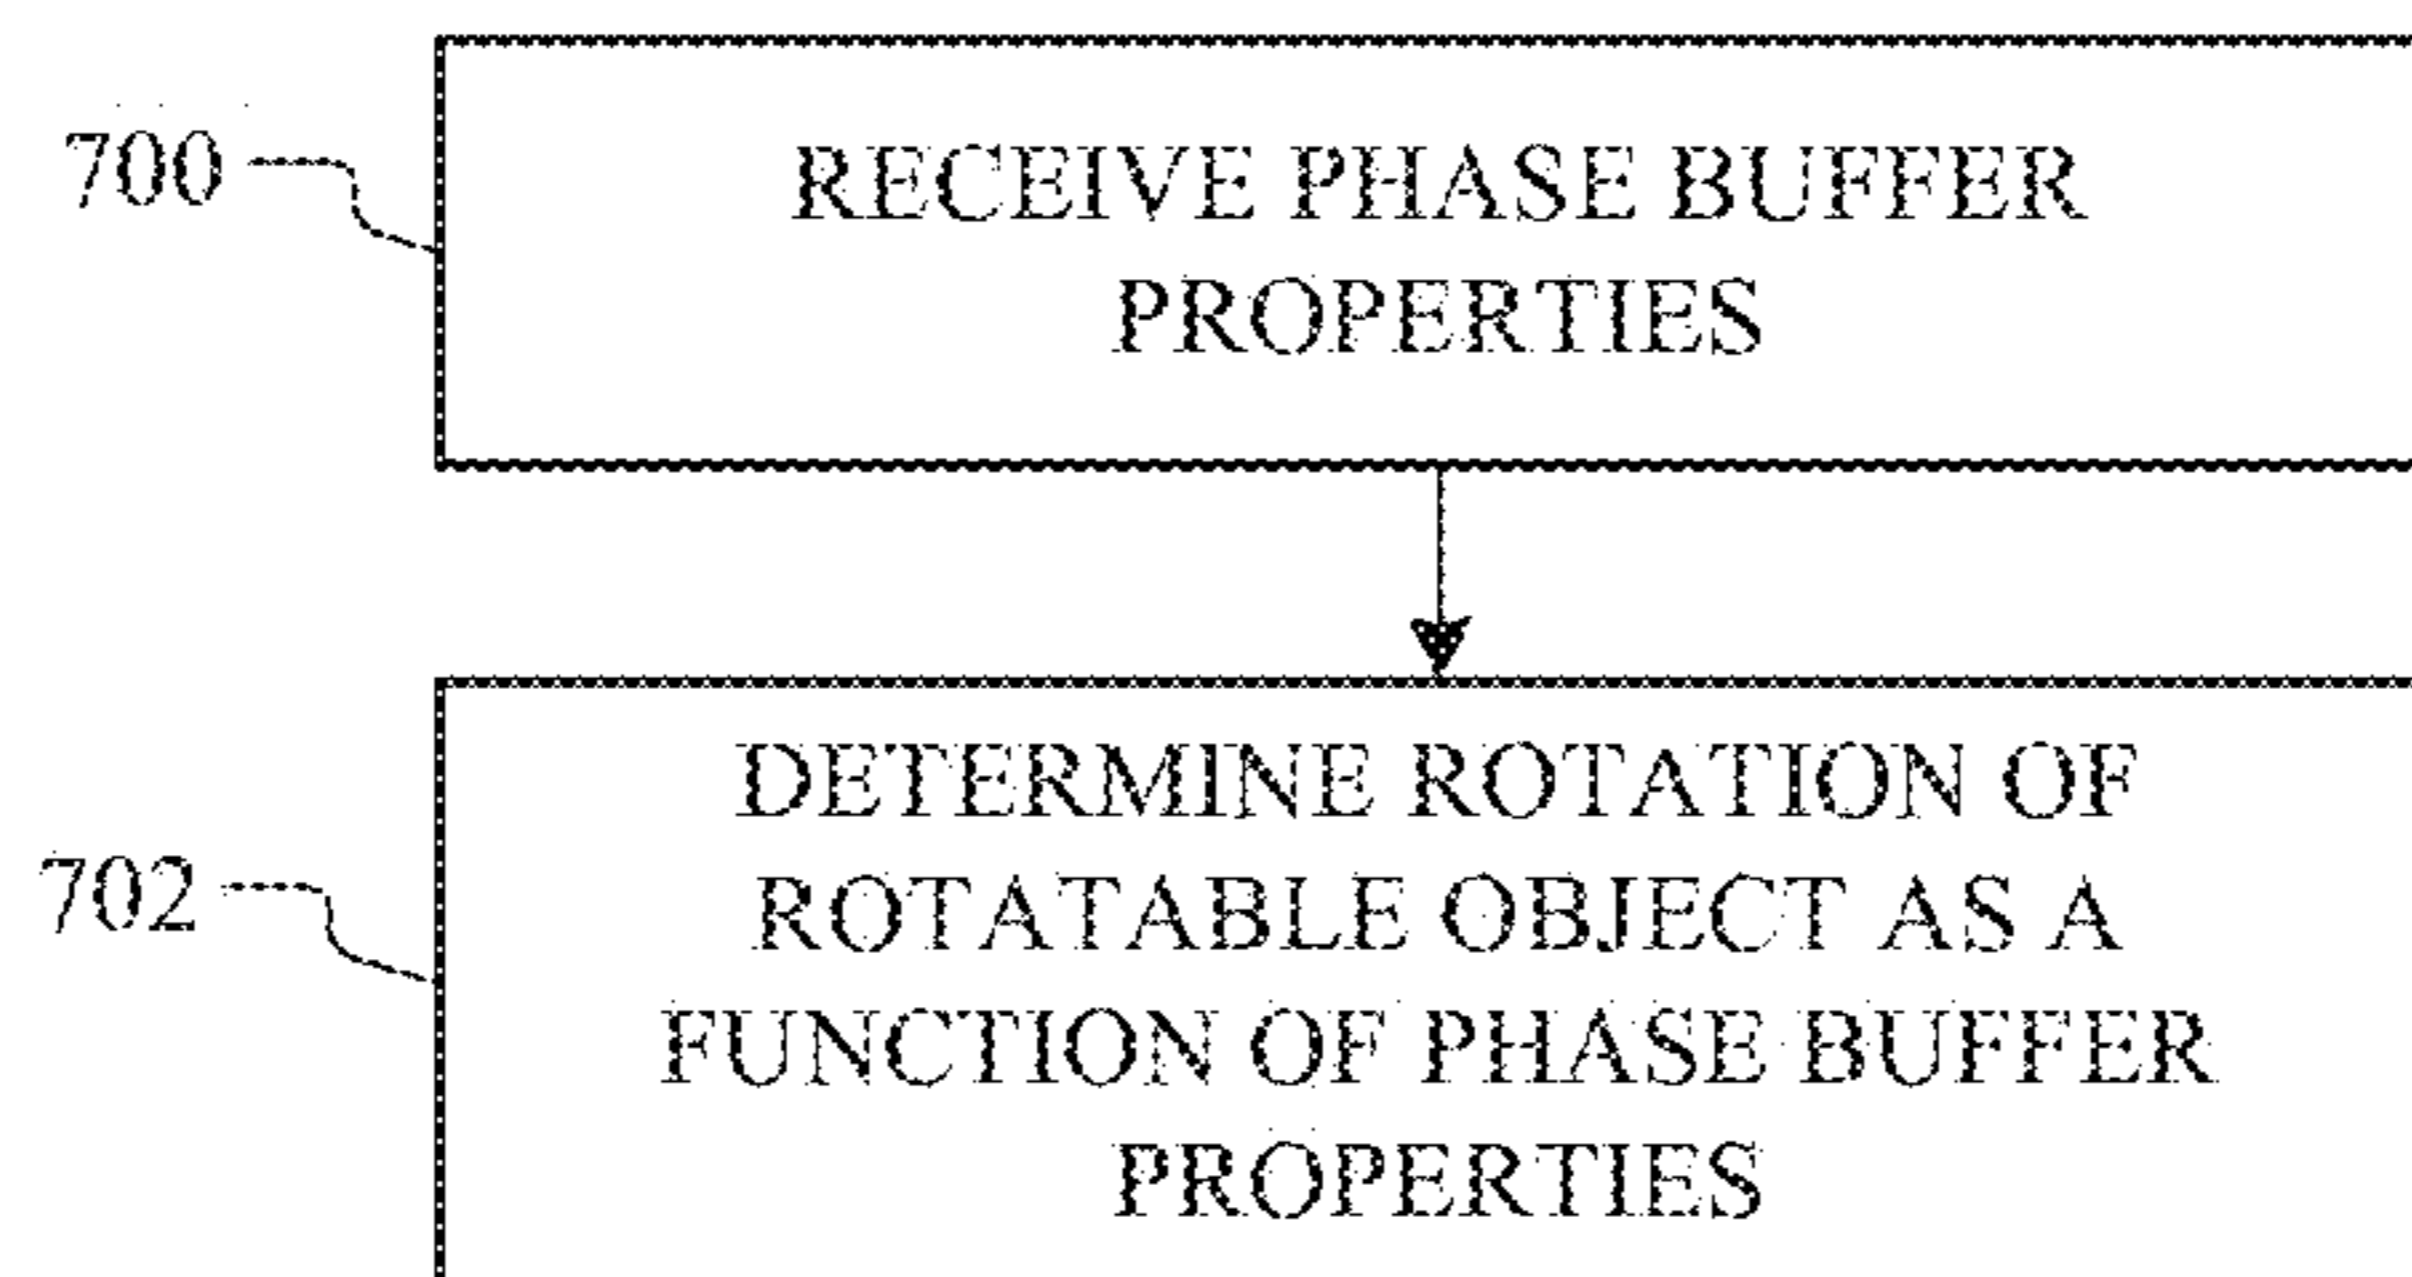 700
RECEIVE PHASE BUFFER
PROPERTIES
702
DETERMINE ROTATION OF
ROTATABLE OBJECT AS A
FUNCTION OF PHASE BUFFER
PROPERTIES